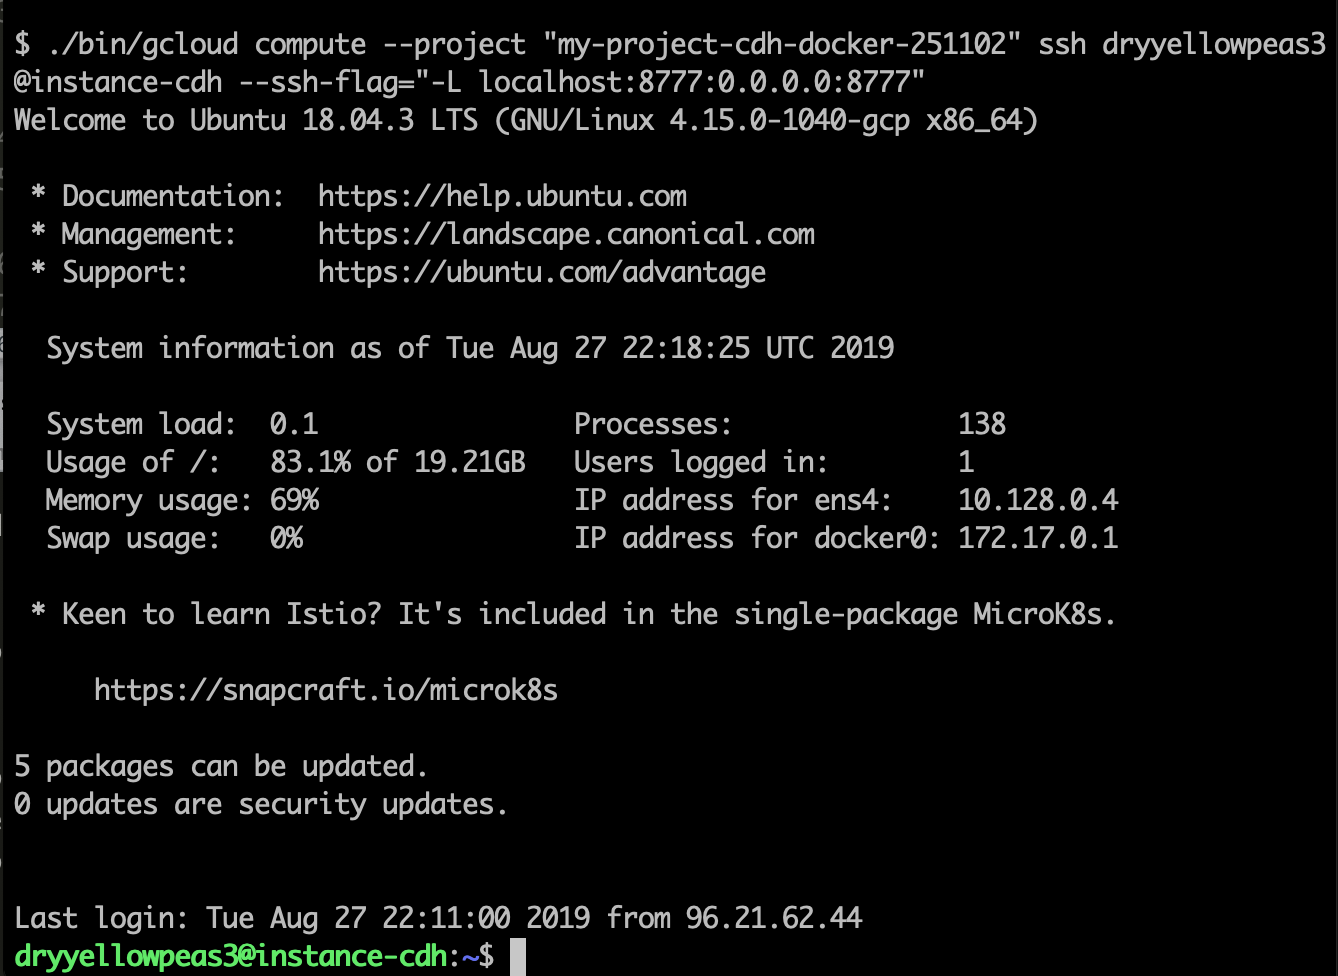 $ ./bin/gcloud compute --project "my-project-cdh-docker-251102" ssh dryyellowpeas3
@instance-cdh --ssh-flag="-L localhost:8777:0.0.0.0:8777"
Welcome to Ubuntu 18.04.3 LTS (GNU/Linux 4.15.0-1040-gcp x86_64)
* Documentation:  https://help.ubuntu.com
* Management:     https://landscape.canonical.com
* Support:        https://ubuntu.com/advantage
System information as of Tue Aug 27 22:18:25 UTC 2019
System load:  0.1                Processes:              138
Usage of /:   83.1% of 19.21GB   Users logged in:        1
Memory usage: 69%                IP address for ens4:    10.128.0.4
Swap usage:   0%                 IP address for docker0: 172.17.0.1
* Keen to learn Istio? It's included in the single-package MicroK8s.
https://snapcraft.io/microk8s
5 packages can be updated.
0 updates are security updates.
Last login: Tue Aug 27 22:11:00 2019 from 96.21.62.44
dryyellowpeas3@instance-cdh:~$